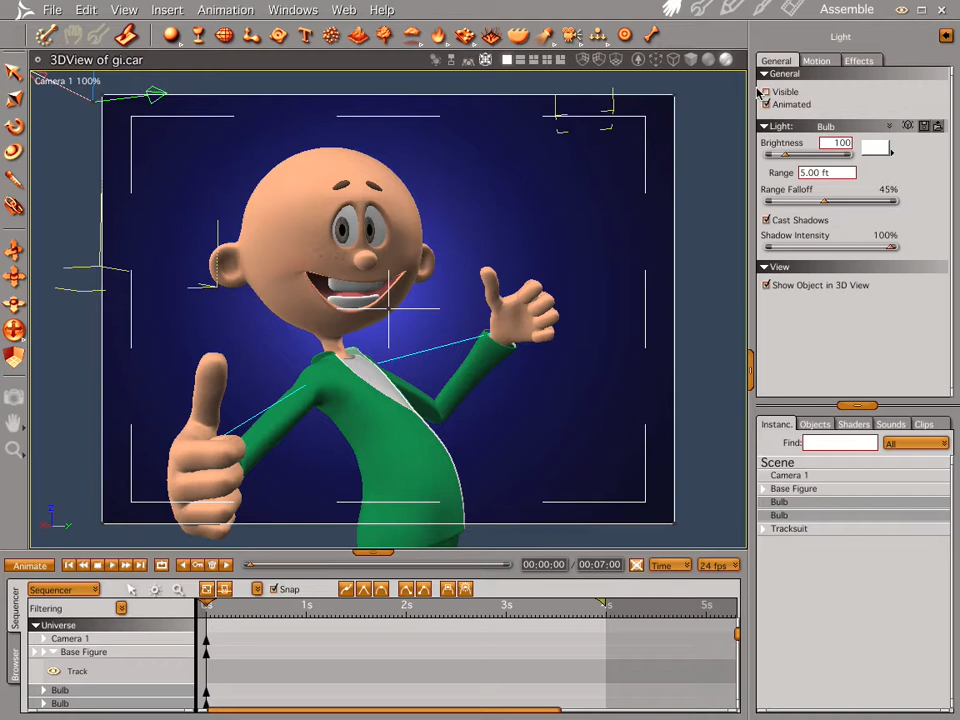 File Edit View Insert Animation Windows Web Help Assemble
3DView of gi.car
Camera 1 100%
Light
General Motion Effects
General
Visible
Animated
Light: Bulb
Brightness 100
Range 5.00 ft
Range Falloff 45%
Cast Shadows
Shadow Intensity 100%
View
Show Object in 3D View
Instanc. Objects Shaders Sounds Clips
Find: All
Scene
Camera 1
Base Figure
Bulb
Bulb
Tracksuit
Animate 00:00:00 / 00:07:00 Time 24 fps
Sequencer Snap
Filtering 1s 2s 3s 5s
Universe
Camera 1
Base Figure
Track
Bulb
Bulb
Sequencer
Browser
X Y Z